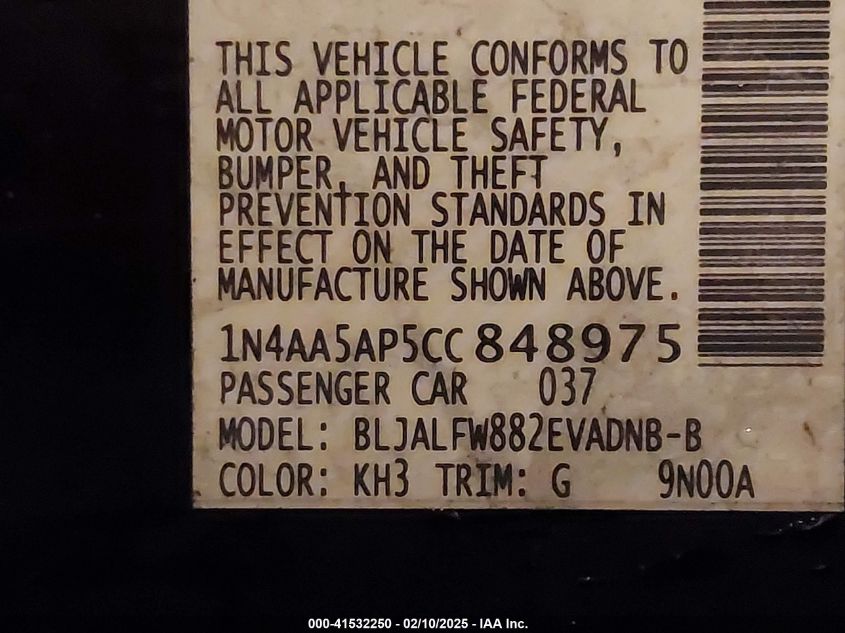 THIS VEHICLE CONFORMS TO
ALL APPLICABLE FEDERAL
MOTOR VEHICLE SAFETY,
BUMPER, AND THEFT
PREVENTION STANDARDS IN
EFFECT ON THE DATE OF
MANUFACTURE SHOWN ABOVE.
1N4AA5AP5CC848975
PASSENGER CAR 037
MODEL: BLJALFW882EVADNB-B
COLOR: KH3 TRIM: G 9N00A
000-41532250 - 02/10/2025 - IAA Inc.